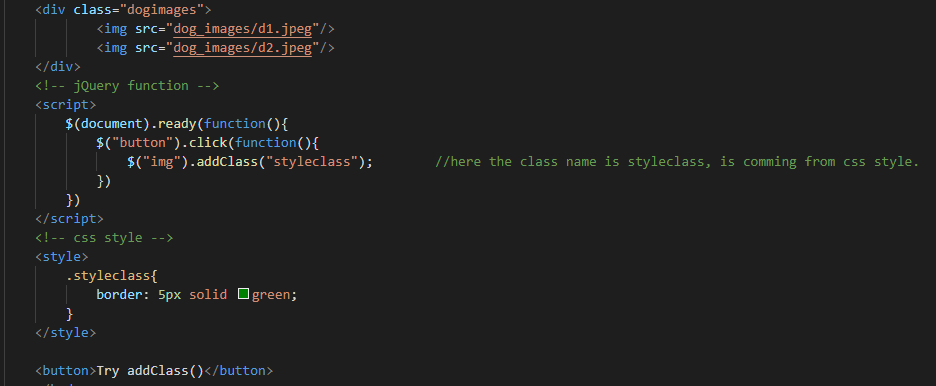 <div class="dogimages">
<img src="dog_images/d1.jpeg"/>
<img src="dog_images/d2.jpeg"/>
</div>
<!-- jQuery function -->
<script>
$(document).ready(function(){
$("button").click(function(){
$("img").addClass("styleclass"); //here the class name is styleclass, is comming from css style.
})
})
</script>
<!-- css style -->
<style>
.styleclass{
border: 5px solid green;
}
</style>
<button>Try addClass()</button>